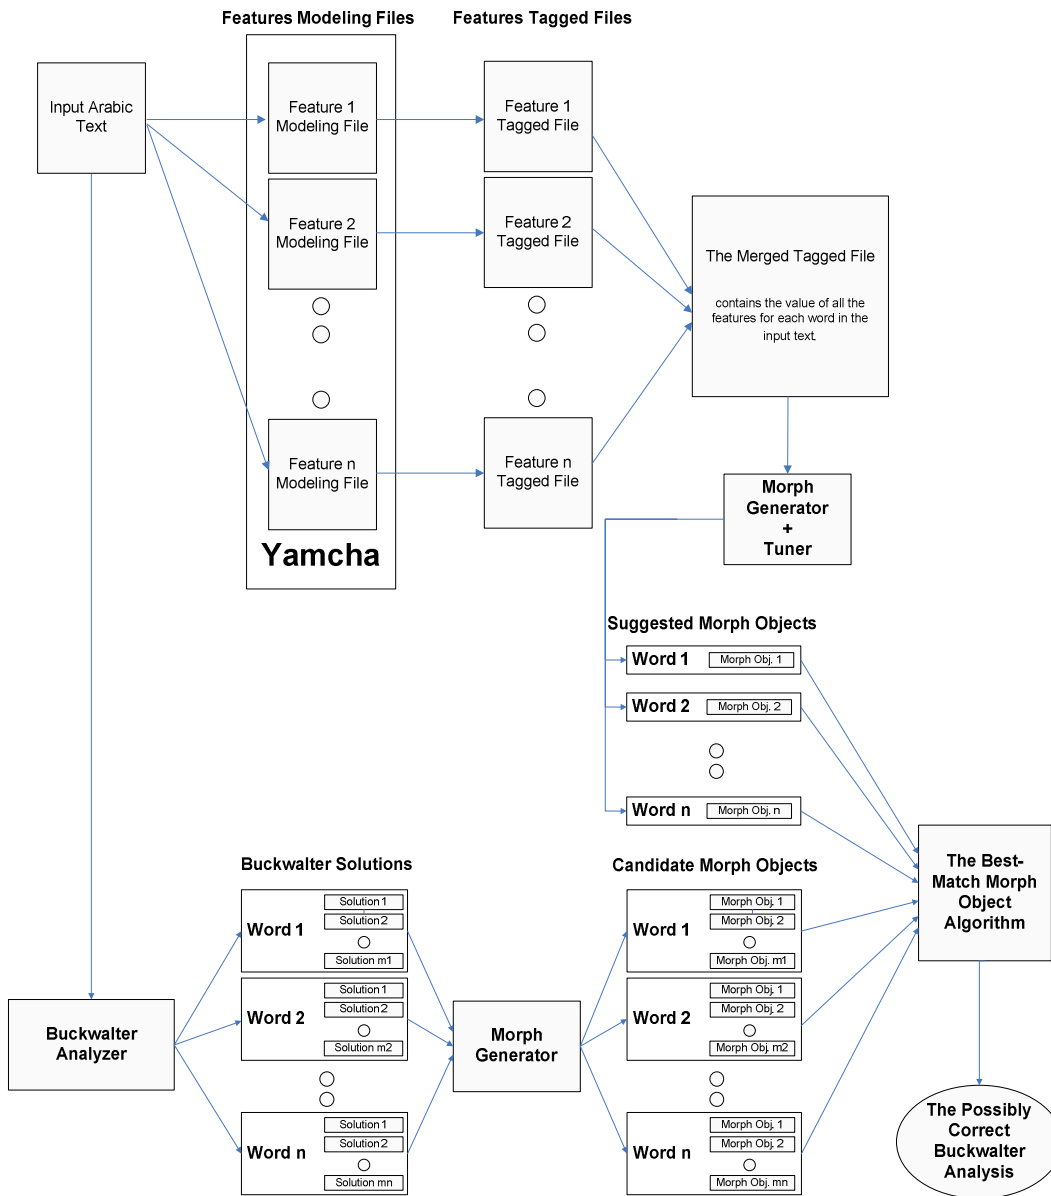 Features Modeling Files
Features Tagged Files
Input Arabic
Text
Feature 1
Modeling File
Feature 1
Tagged File
Feature 2
Modeling File
Feature 2
Tagged File
The Merged Tagged File
contains the value of all the
features for each word in the
input text.
Feature n
Modeling File
Feature n
Tagged File
Yamcha
Morph
Generator
+
Tuner
Suggested Morph Objects
Word 1
Morph Obj. 1
Word 2
Morph Obj. 2
Word n
Morph Obj. n
The Best-
Match Morph
Object
Algorithm
Buckwalter Solutions
Candidate Morph Objects
Word 1
Solution 1
Solution 2
Solution m1
Word 1
Morph Obj. 1
Morph Obj. 2
Morph Obj. m1
Buckwalter
Analyzer
Word 2
Solution 1
Solution 2
Solution m2
Morph
Generator
Word 2
Morph Obj. 1
Morph Obj. 2
Morph Obj. m2
Word n
Solution 1
Solution 2
Solution mn
Word n
Morph Obj. 1
Morph Obj. 2
Morph Obj. mn
The Possibly
Correct
Buckwalter
Analysis